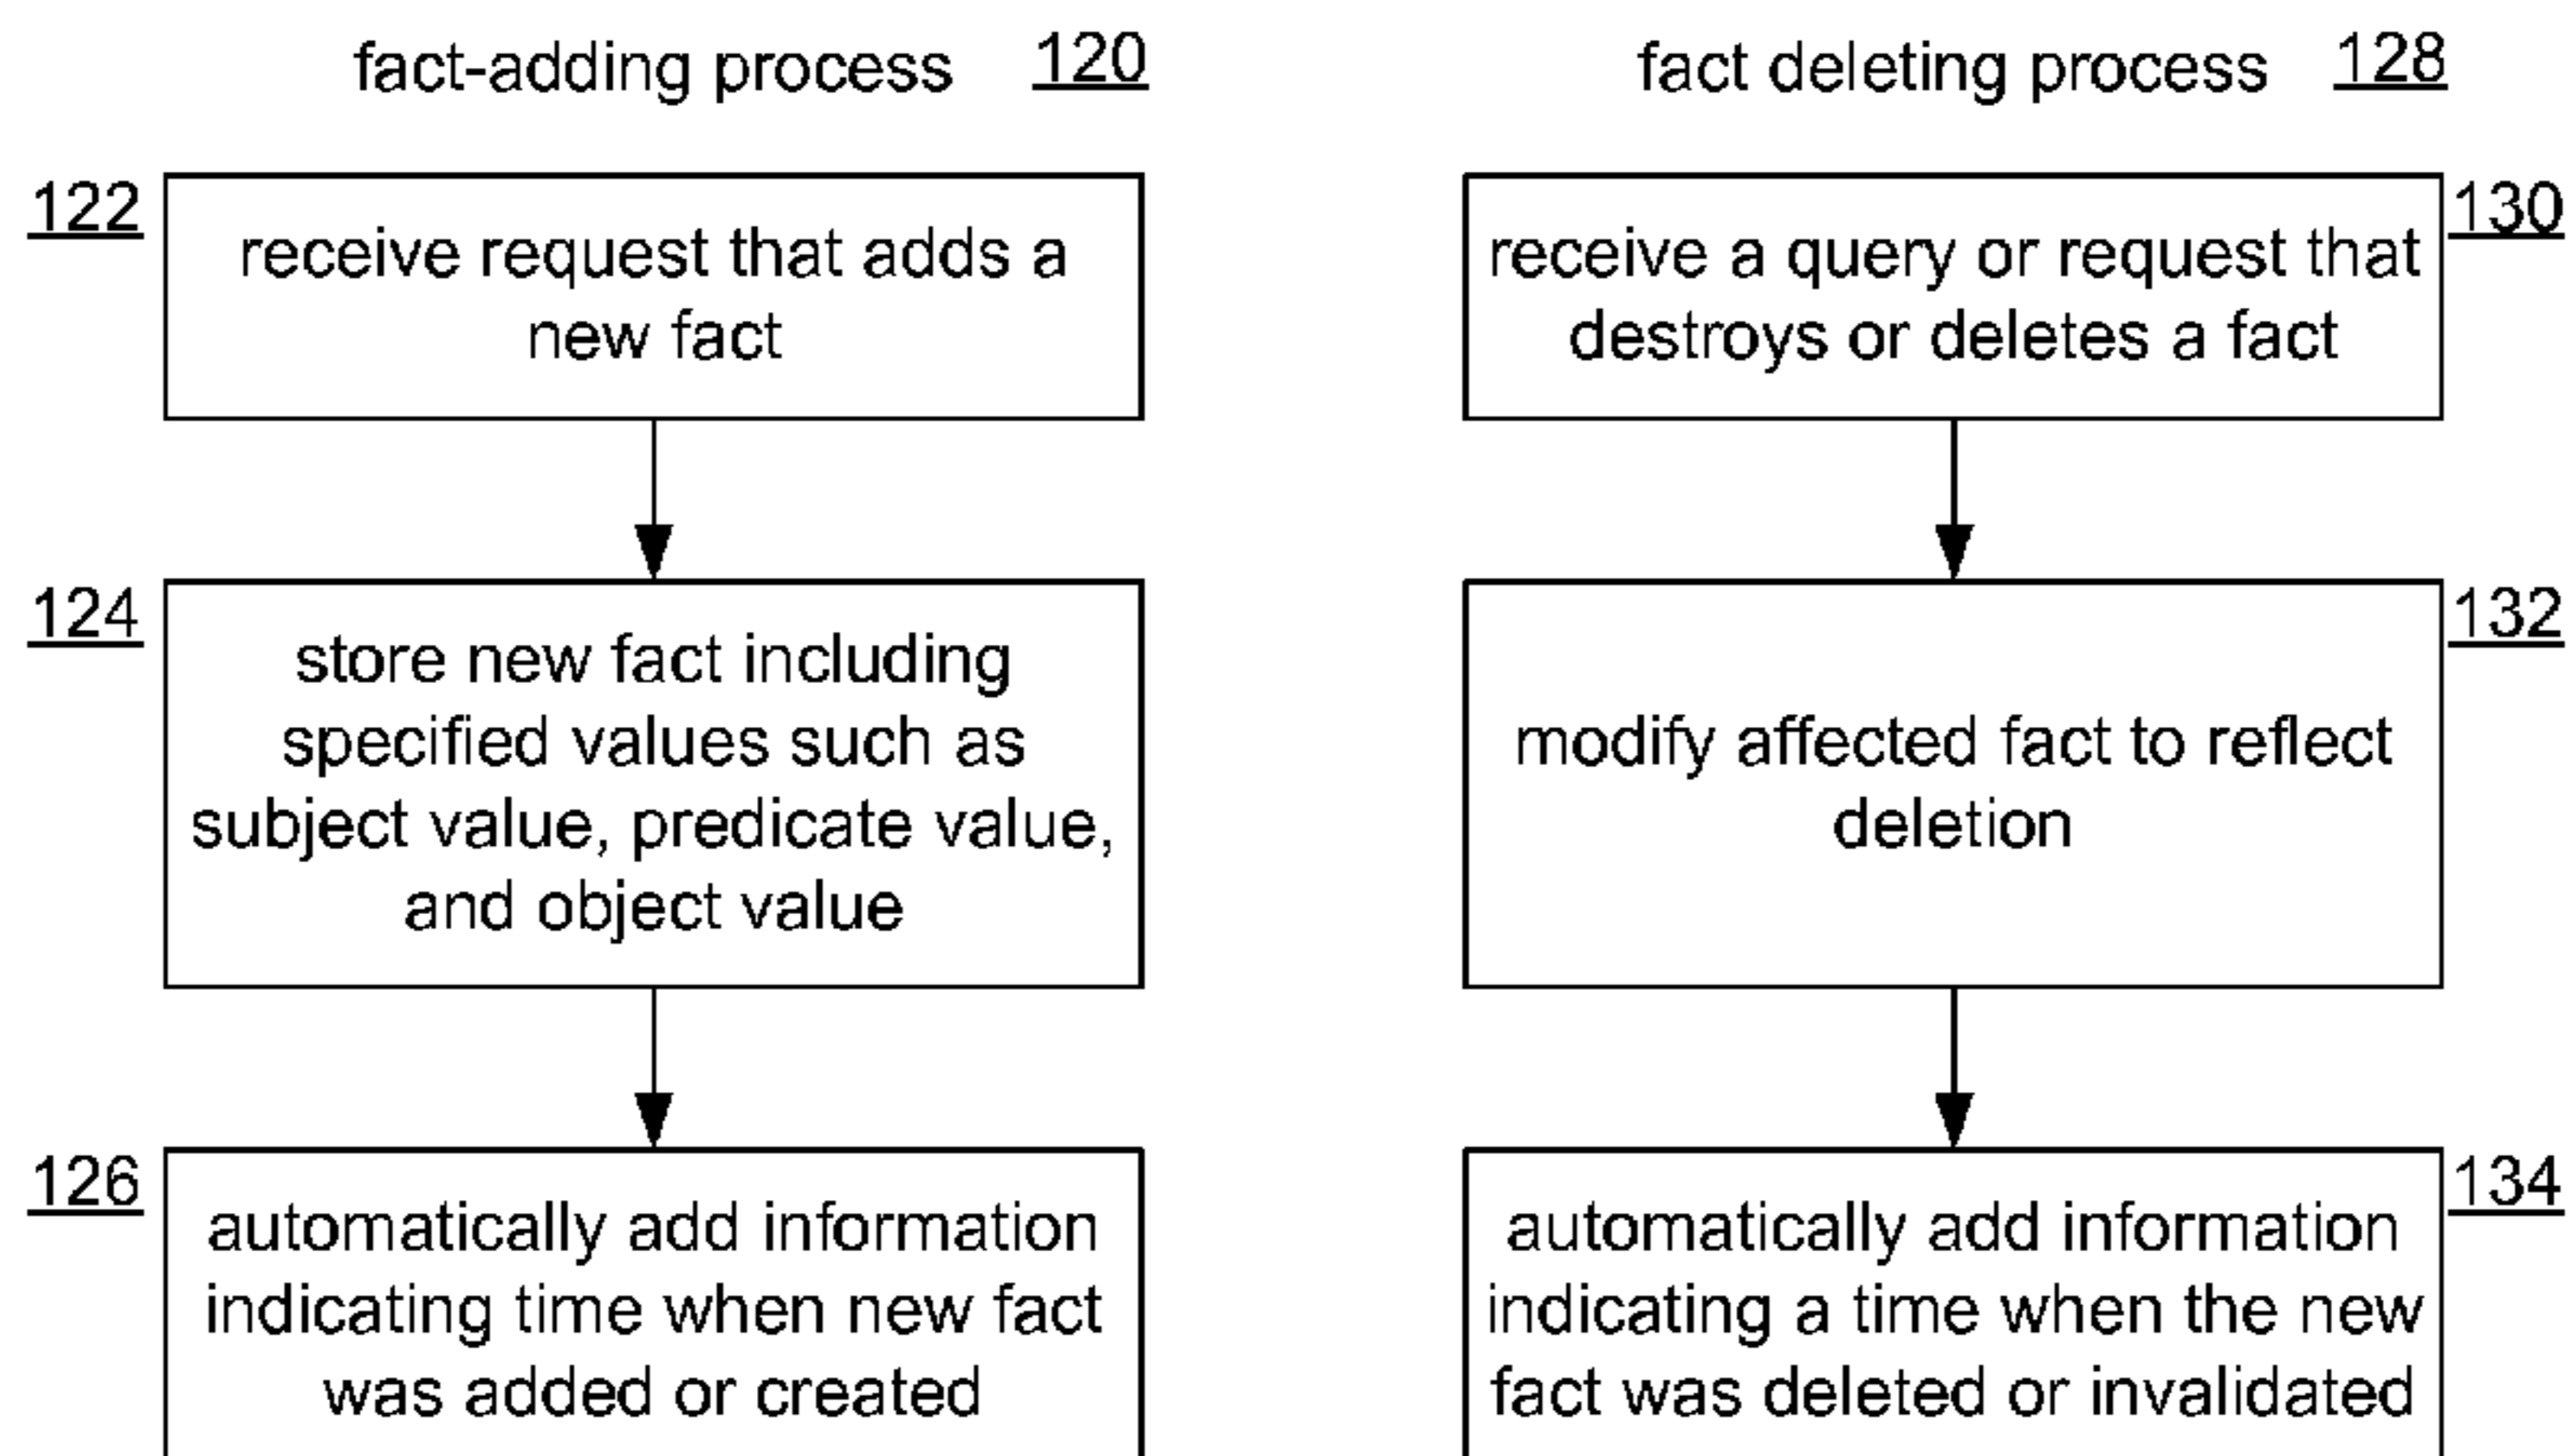 fact-adding process 120
122
receive request that adds a
new fact
124
store new fact including
specified values such as
subject value, predicate value,
and object value
126
automatically add information
indicating time when new fact
was added or created
fact deleting process 128
130
receive a query or request that
destroys or deletes a fact
132
modify affected fact to reflect
deletion
134
automatically add information
indicating a time when the new
fact was deleted or invalidated